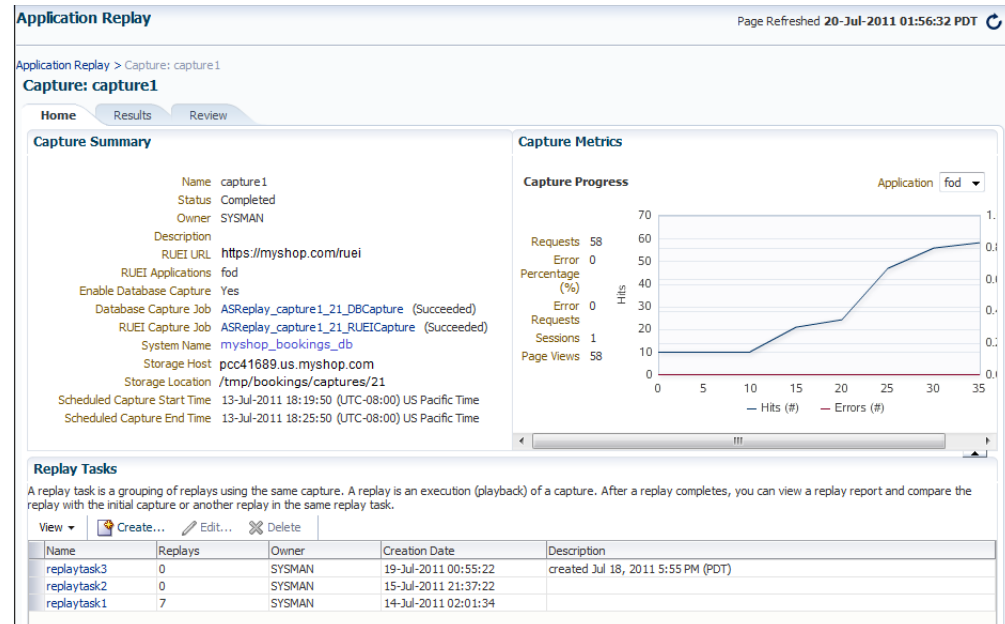 Application Replay
Page Refreshed 20-Jul-2011 01:56:32 PDT
Application Replay > Capture: capture1
Capture: capture1
Home Results Review
Capture Summary
Name capture1
Status Completed
Owner SYSMAN
Description
RUEI URL https://myshop.com/ruei
RUEI Applications fod
Enable Database Capture Yes
Database Capture Job ASReplay_capture1_21_DBCapture (Succeeded)
RUEI Capture Job ASReplay_capture1_21_RUEICapture (Succeeded)
System Name myshop_bookings_db
Storage Host pcc41689.us.myshop.com
Storage Location /tmp/bookings/captures/21
Scheduled Capture Start Time 13-Jul-2011 18:19:50 (UTC-08:00) US Pacific Time
Scheduled Capture End Time 13-Jul-2011 18:25:50 (UTC-08:00) US Pacific Time
Capture Metrics
Capture Progress
Application fod
Requests 58
Error 0
Percentage
(%)
Error 0
Requests
Sessions 1
Page Views 58
Hits
70
60
50
40
30
20
10
0
1.
0.
0.
0.
0.
0 5 10 15 20 25 30 35
Hits (#) Errors (#)
Replay Tasks
A replay task is a grouping of replays using the same capture. A replay is an execution (playback) of a capture. After a replay completes, you can view a replay report and compare the
replay with the initial capture or another replay in the same replay task.
View Create... Edit... Delete
Name Replays Owner Creation Date Description
replaytask3 0 SYSMAN 19-Jul-2011 00:55:22 created Jul 18, 2011 5:55 PM (PDT)
replaytask2 0 SYSMAN 15-Jul-2011 21:37:22
replaytask1 7 SYSMAN 14-Jul-2011 02:01:34